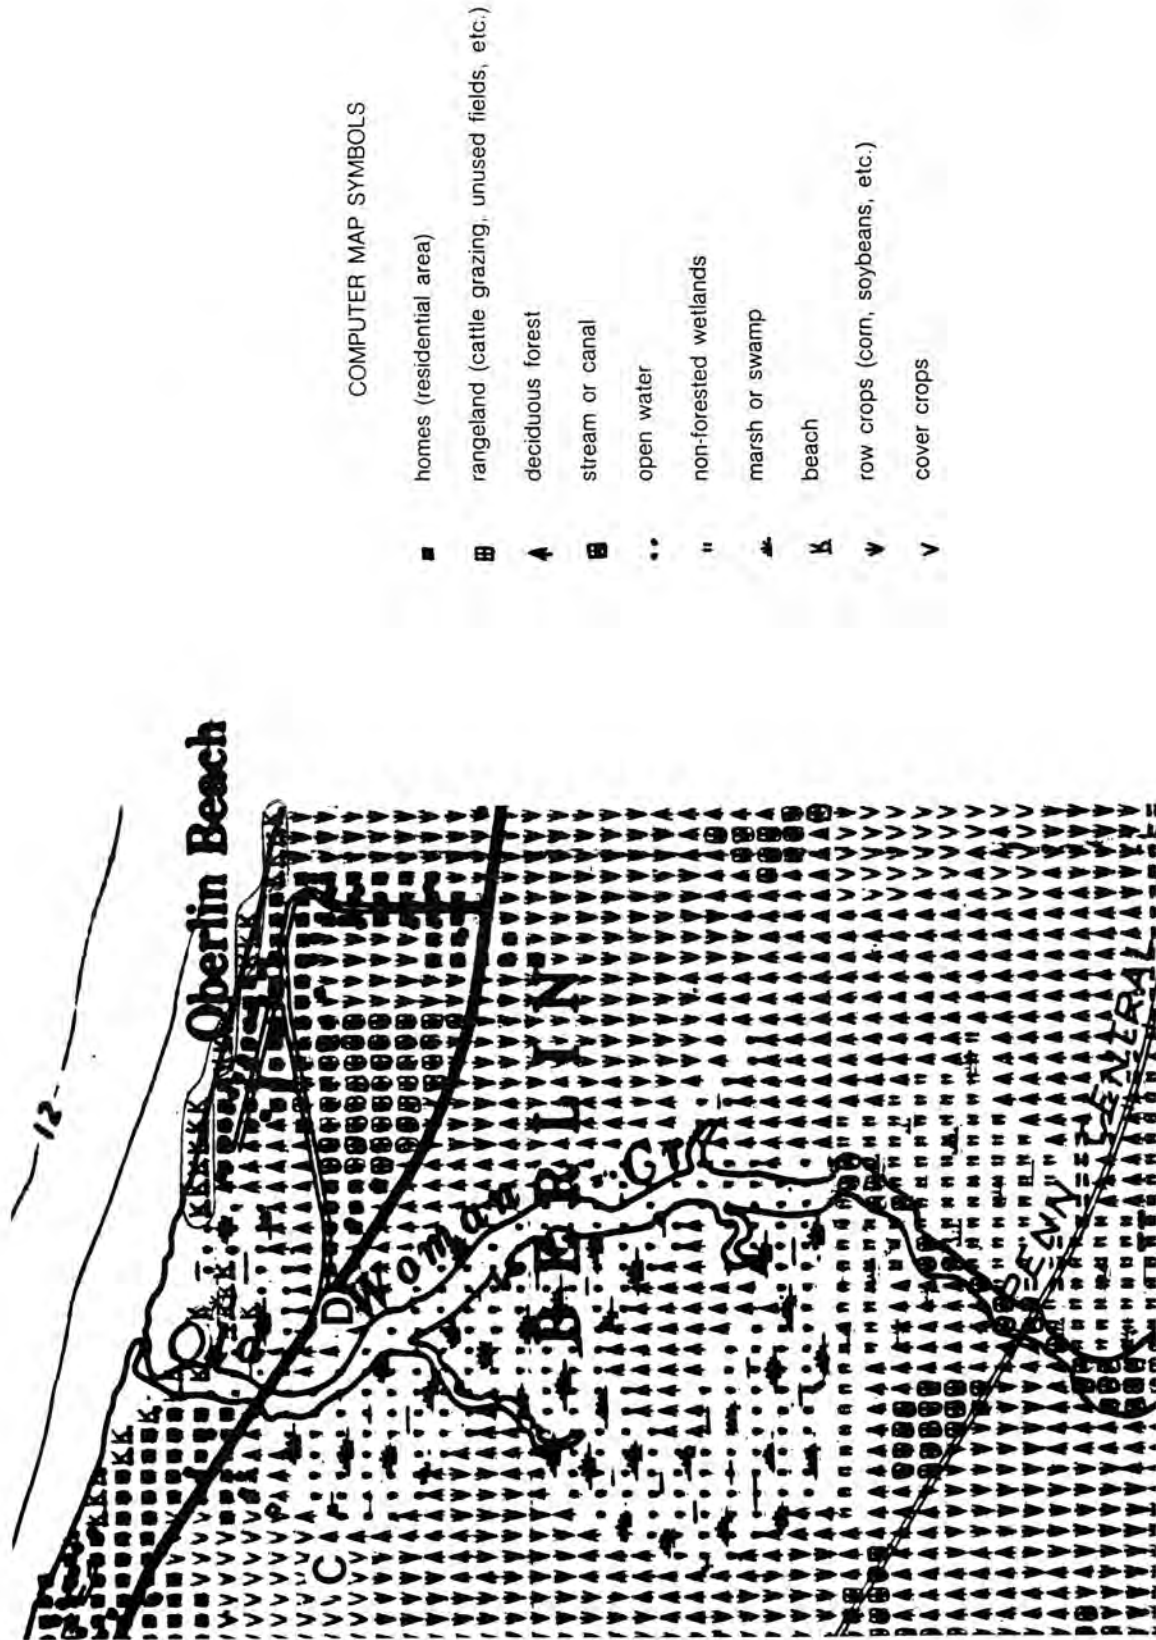 -12-
Oberlin Beach
D
Woman Crk
C
BERLIN
PENN CENTRAL
COMPUTER MAP SYMBOLS
homes (residential area)
rangeland (cattle grazing, unused fields, etc.)
deciduous forest
stream or canal
open water
non-forested wetlands
marsh or swamp
beach
row crops (corn, soybeans, etc.)
cover crops